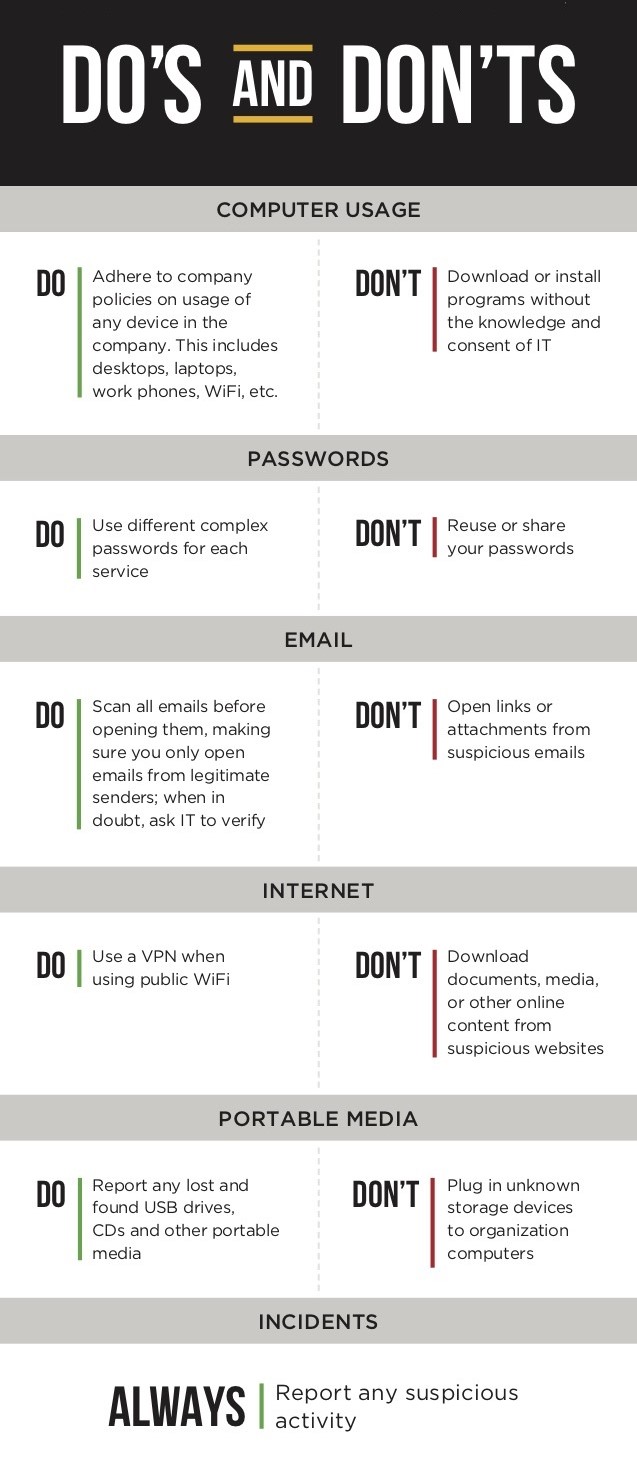 DO'S AND DON'TS
COMPUTER USAGE
DO
Adhere to company
policies on usage of
any device in the
company. This includes
desktops, laptops,
work phones, WiFi, etc.
DON'T
Download or install
programs without
the knowledge and
consent of IT
PASSWORDS
DO
Use different complex
passwords for each
service
DON'T
Reuse or share
your passwords
EMAIL
DO
Scan all emails before
opening them, making
sure you only open
emails from legitimate
senders; when in
doubt, ask IT to verify
DON'T
Open links or
attachments from
suspicious emails
INTERNET
DO
Use a VPN when
using public WiFi
DON'T
Download
documents, media,
or other online
content from
suspicious websites
PORTABLE MEDIA
DO
Report any lost and
found USB drives,
CDs and other portable
media
DON'T
Plug in unknown
storage devices
to organization
computers
INCIDENTS
ALWAYS
Report any suspicious
activity